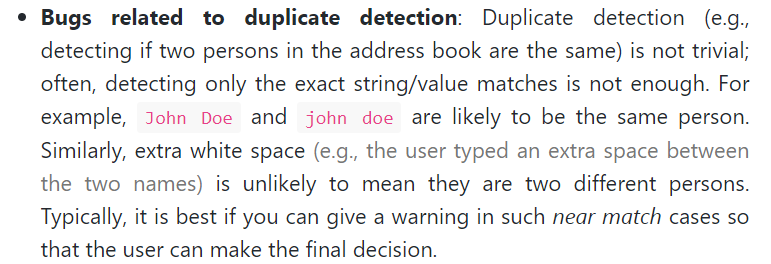 • Bugs related to duplicate detection: Duplicate detection (e.g.,
detecting if two persons in the address book are the same) is not trivial;
often, detecting only the exact string/value matches is not enough. For
example, John Doe and john doe are likely to be the same person.
Similarly, extra white space (e.g., the user typed an extra space between
the two names) is unlikely to mean they are two different persons.
Typically, it is best if you can give a warning in such near match cases so
that the user can make the final decision.